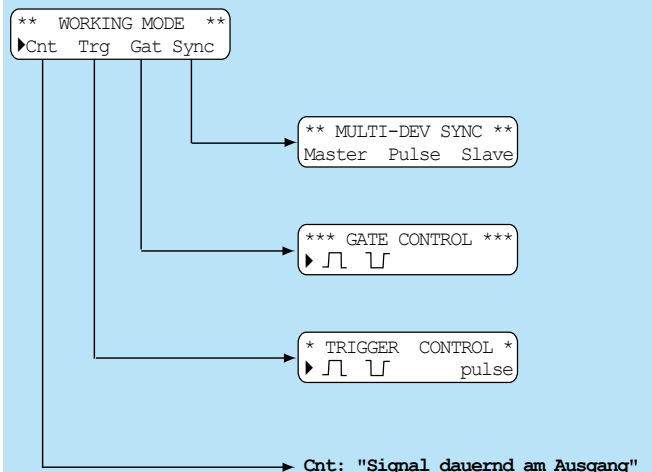 ** WORKING MODE **
Cnt Trg Gat Sync
** MULTI-DEV SYNC **
Master Pulse Slave
*** GATE CONTROL ***
* TRIGGER CONTROL *
pulse
Cnt: "Signal dauernd am Ausgang"